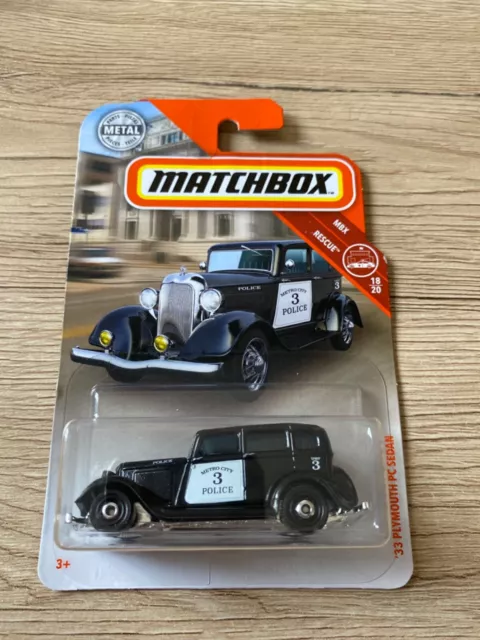 METAL
MATCHBOX
MBX
RESCUE™
18
20
POLICE
METRO CITY
3
POLICE
3
POLICE
METRO CITY
3
POLICE
3
'33 PLYMOUTH PC SEDAN
3+